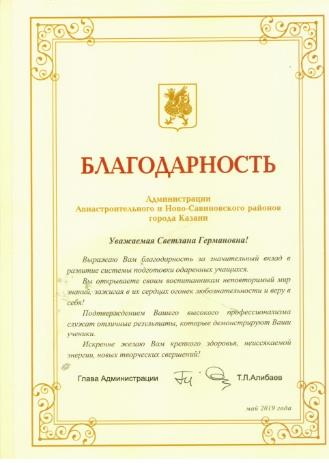 БЛАГОДАРНОСТЬ
Администрации
Авиастроительного и Ново-Савиновского районов
города Казани
Уважаемая Светлана Германовна!
Выражаю Вам благодарность за значительный вклад в
развитие системы подготовки одаренных учащихся.
Вы открываете своим воспитанникам неповторимый мир
знаний, зажигая в их сердцах огонек любознательности и веру в
себя!
Подтверждением Вашего высокого профессионализма
служат отличные результаты, которые демонстрируют Ваши
ученики.
Искренне желаю Вам крепкого здоровья, неиссякаемой
энергии, новых творческих свершений!
Глава Администрации Т.Л.Алибаев
май 2019 года